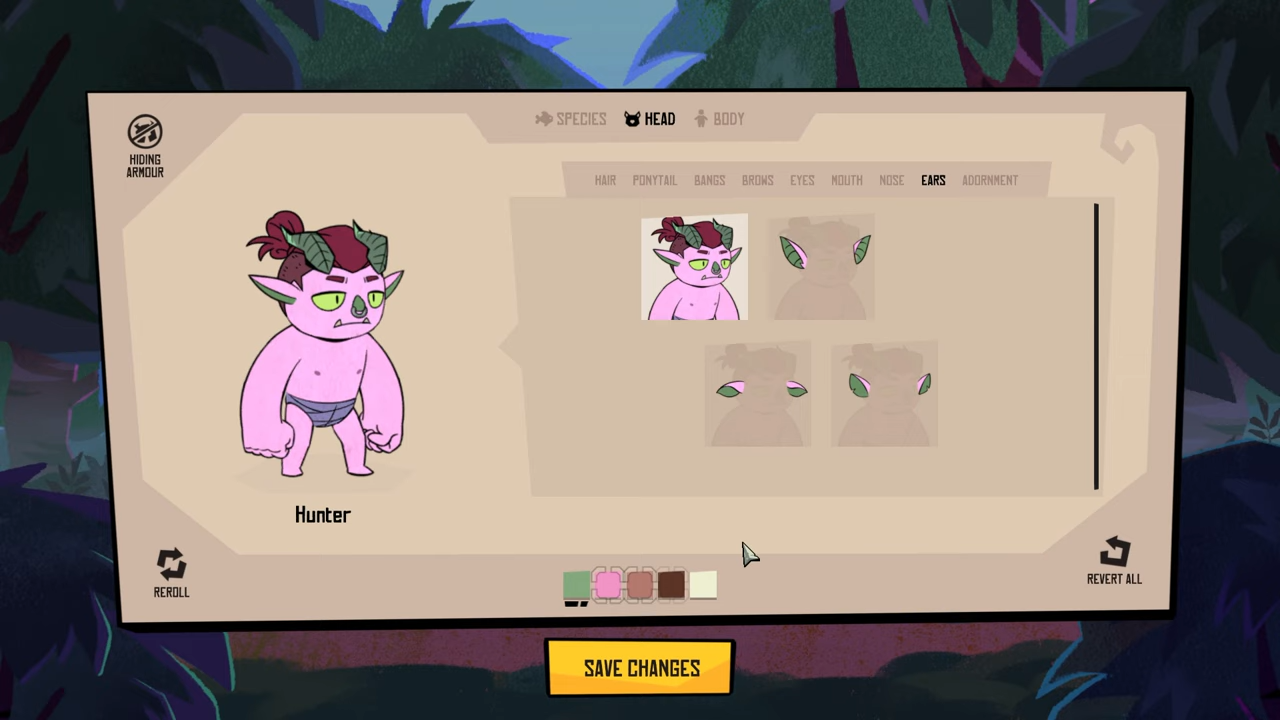 SPECIES HEAD BODY
HIDING
ARMOUR
HAIR PONYTAIL BANGS BROWS EYES MOUTH NOSE EARS ADORNMENT
Hunter
REROLL
REVERT ALL
SAVE CHANGES